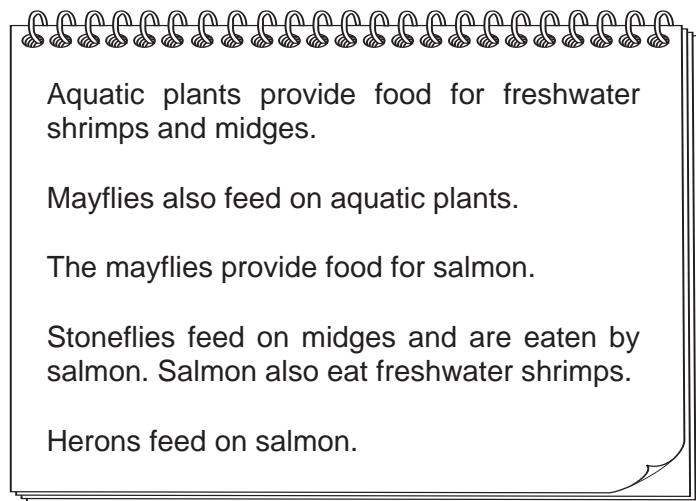 Aquatic plants provide food for freshwater
shrimps and midges.
Mayflies also feed on aquatic plants.
The mayflies provide food for salmon.
Stoneflies feed on midges and are eaten by
salmon. Salmon also eat freshwater shrimps.
Herons feed on salmon.